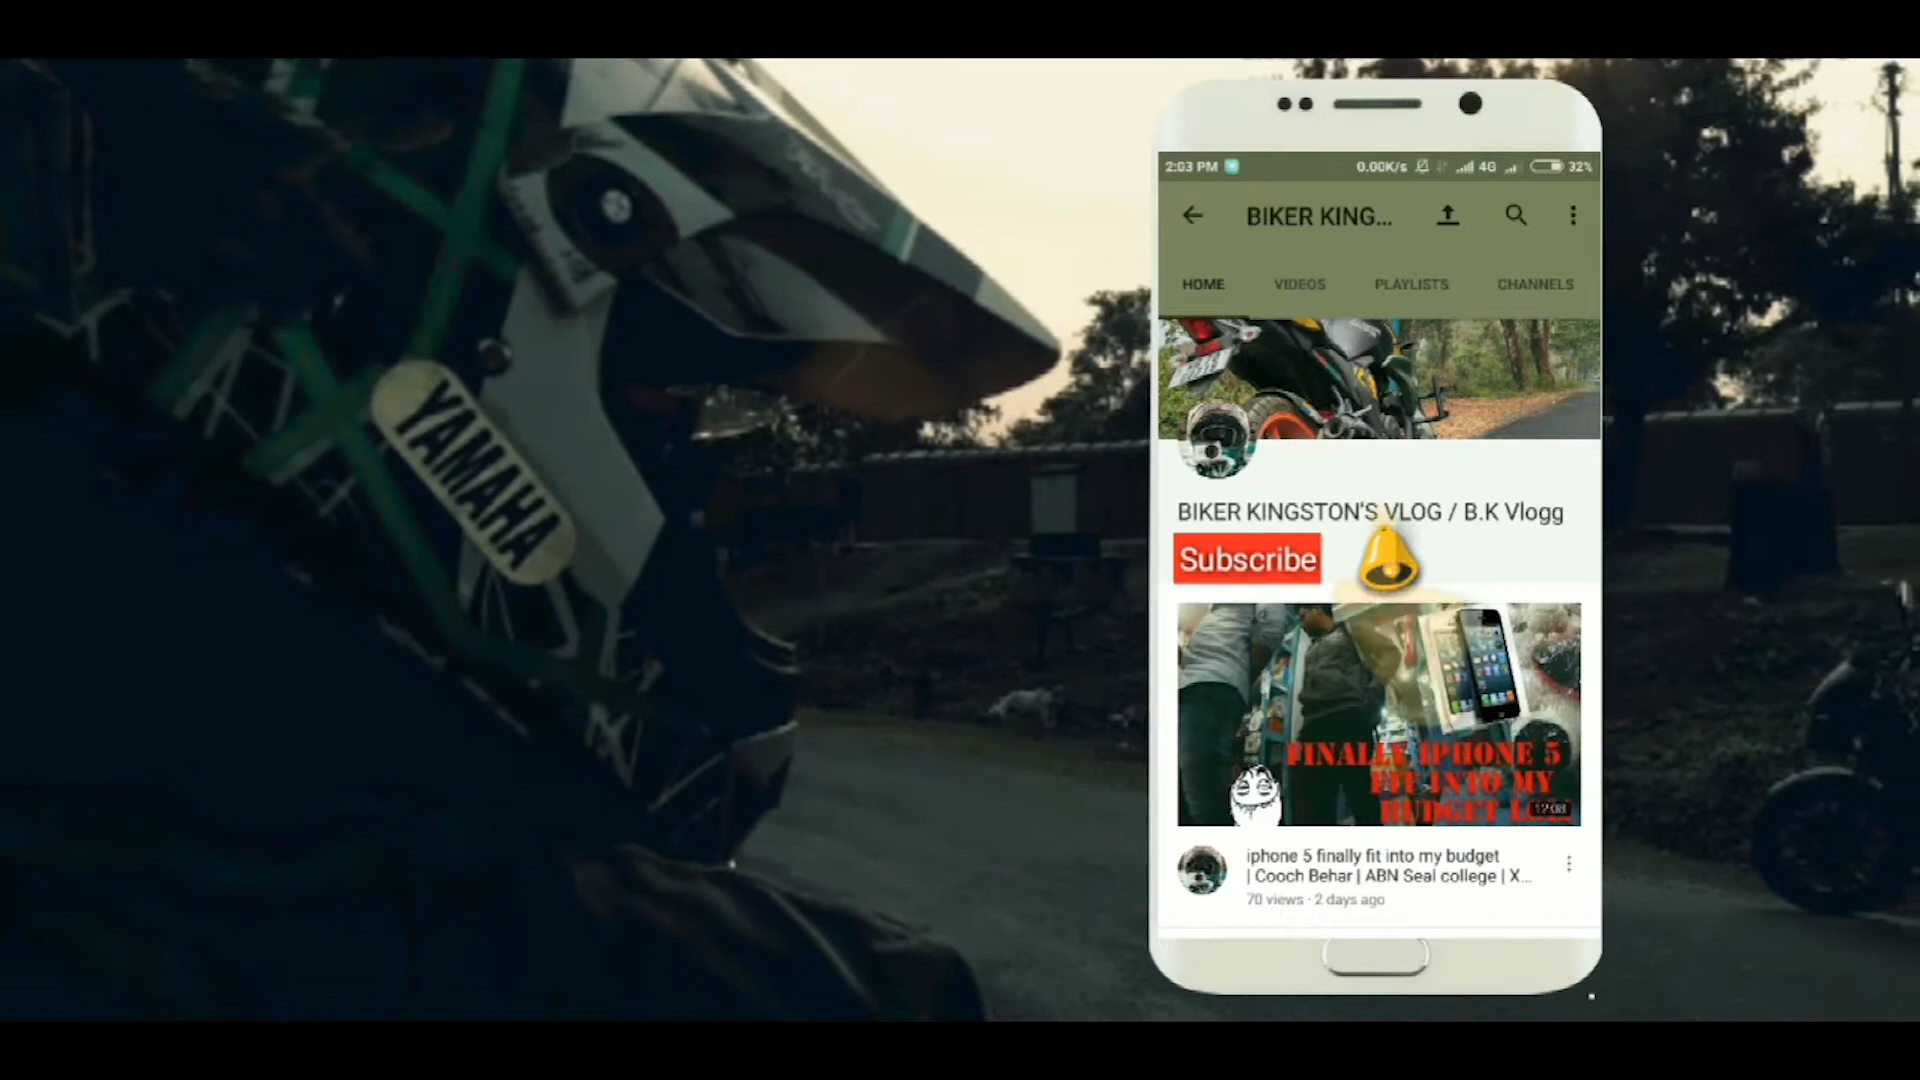 YAMAHA
2:03 PM 0.00K/s 4G 32%
BIKER KING...
HOME VIDEOS PLAYLISTS CHANNELS
BIKER KINGSTON'S VLOG / B.K Vlogg
Subscribe
FINALLY IPHONE 5
FIT INTO MY
BUDGET
12:08
iphone 5 finally fit into my budget
| Cooch Behar | ABN Seal college | X...
70 views · 2 days ago